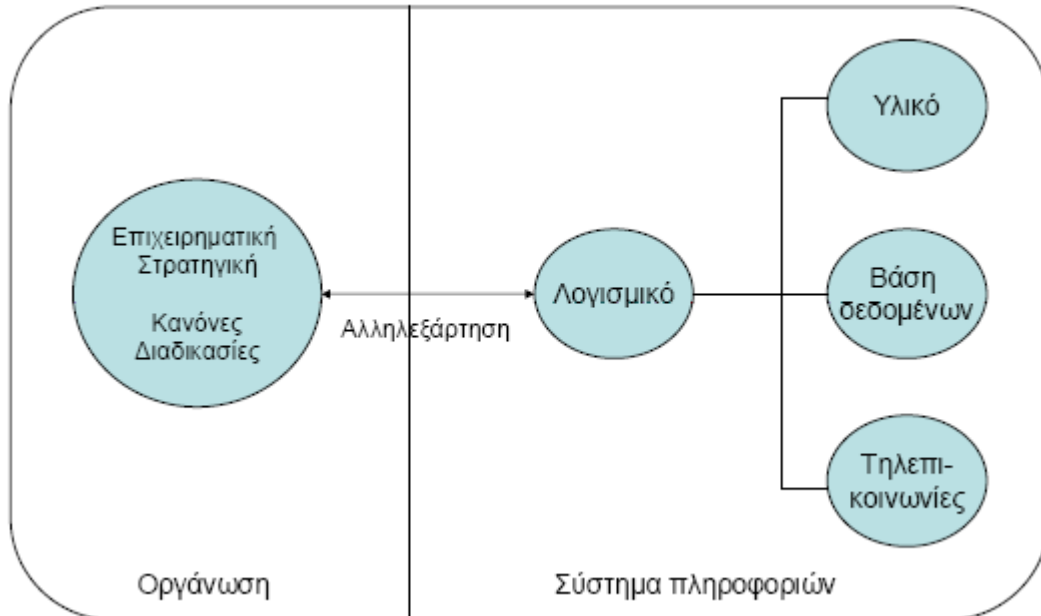 Επιχειρηματική
Στρατηγική
Κανόνες
Διαδικασίες
Οργάνωση
Αλληλεξάρτηση
Λογισμικό
Υλικό
Βάση
δεδομένων
Τηλεπι-
κοινωνίες
Σύστημα πληροφοριών